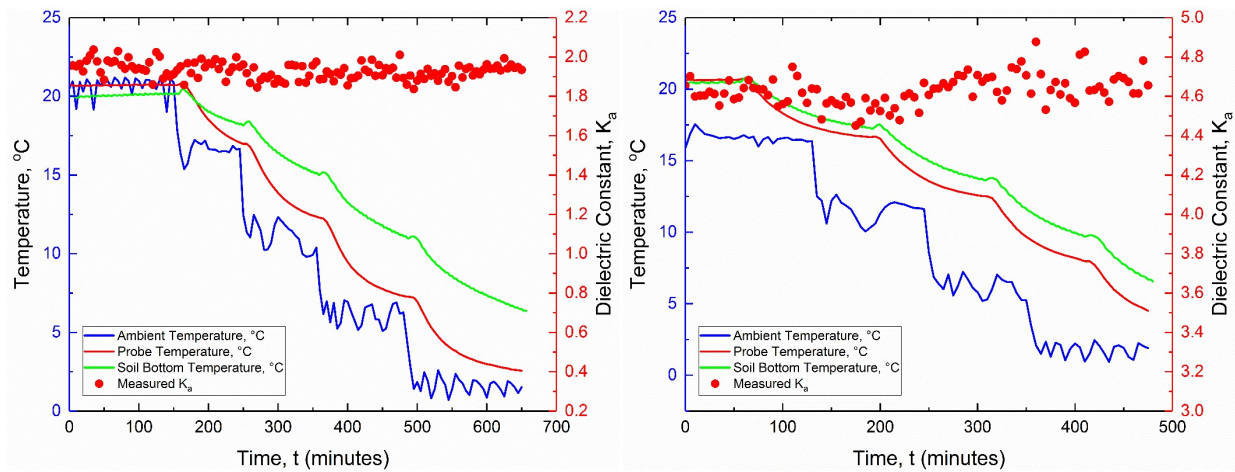 25
20
15
10
5
0
Temperature, °C
2.2
2.0
1.8
1.6
1.4
1.2
1.0
0.8
0.6
0.4
0.2
Dielectric Constant, Ka
Ambient Temperature, °C
Probe Temperature, °C
Soil Bottom Temperature, °C
Measured Ka
0 100 200 300 400 500 600 700
Time, t (minutes)
25
20
15
10
5
0
Temperature, °C
5.0
4.8
4.6
4.4
4.2
4.0
3.8
3.6
3.4
3.2
3.0
Dielectric Constant, Ka
Ambient Temperature, °C
Probe Temperature, °C
Soil Bottom Temperature, °C
Measured Ka
0 100 200 300 400 500
Time, t (minutes)